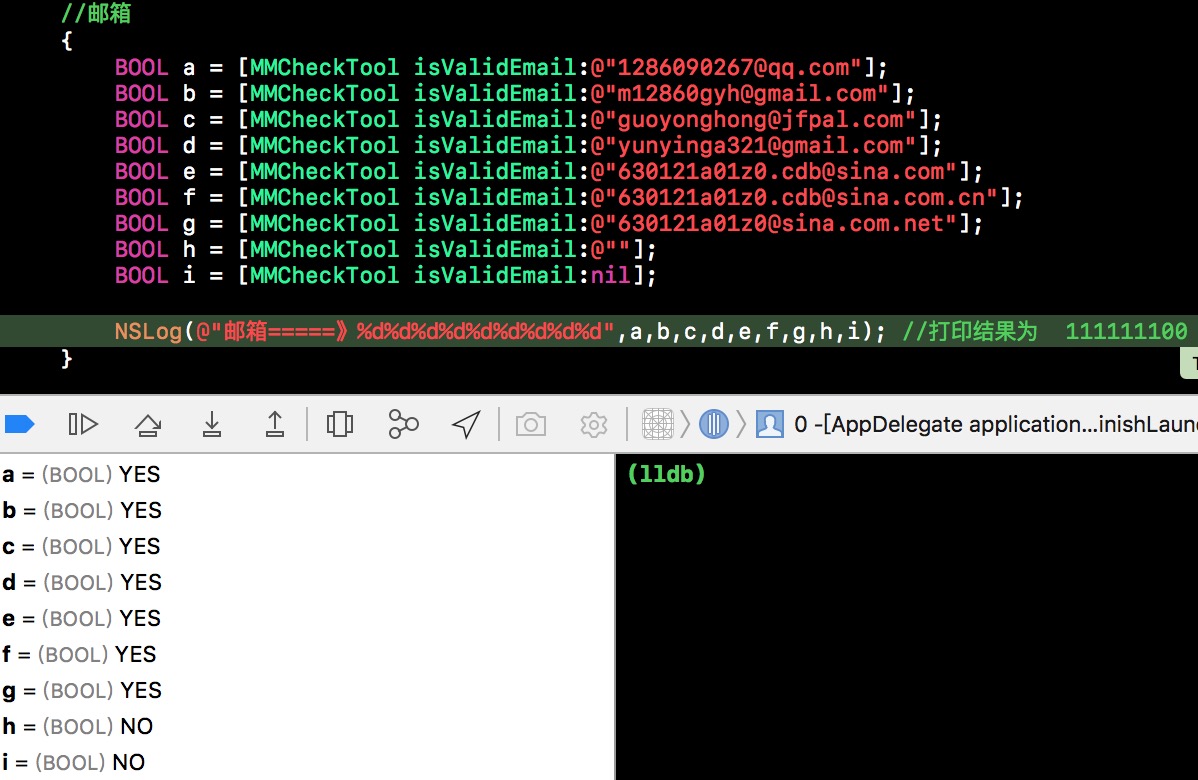 //邮箱
{
BOOL a = [MMCheckTool isValidEmail:@"1286090267@qq.com"];
BOOL b = [MMCheckTool isValidEmail:@"m12860gyh@gmail.com"];
BOOL c = [MMCheckTool isValidEmail:@"guoyonghong@jfpal.com"];
BOOL d = [MMCheckTool isValidEmail:@"yunyinga321@gmail.com"];
BOOL e = [MMCheckTool isValidEmail:@"630121a01z0.cdb@sina.com"];
BOOL f = [MMCheckTool isValidEmail:@"630121a01z0.cdb@sina.com.cn"];
BOOL g = [MMCheckTool isValidEmail:@"630121a01z0@sina.com.net"];
BOOL h = [MMCheckTool isValidEmail:@""];
BOOL i = [MMCheckTool isValidEmail:nil];
NSLog(@"邮箱=====》%d%d%d%d%d%d%d%d%d",a,b,c,d,e,f,g,h,i); //打印结果为 111111100
}
0 -[AppDelegate application...inishLaun
a = (BOOL) YES
b = (BOOL) YES
c = (BOOL) YES
d = (BOOL) YES
e = (BOOL) YES
f = (BOOL) YES
g = (BOOL) YES
h = (BOOL) NO
i = (BOOL) NO
(lldb)